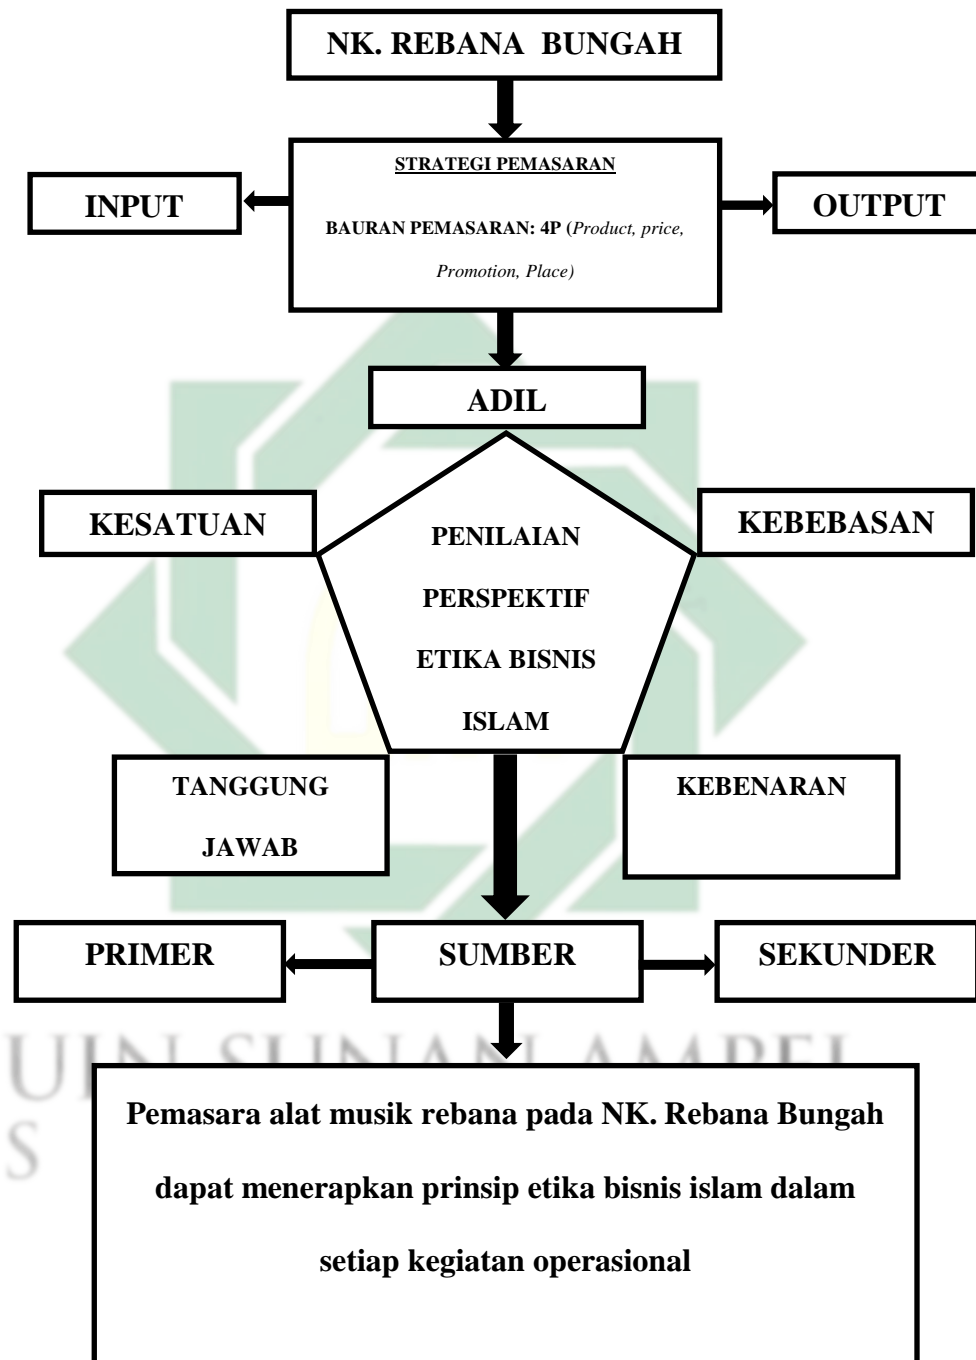 NK. REBANA BUNGAH
STRATEGI PEMASARAN
INPUT
OUTPUT
BAURAN PEMASARAN: 4P (Product, price,
Promotion, Place)
ADIL
KESATUAN
KEBEBASAN
PENILAIAN
PERSPEKTIF
ETIKA BISNIS
ISLAM
TANGGUNG
JAWAB
KEBENARAN
PRIMER
SUMBER
SEKUNDER
UIN SUNAN AMPEL
S
Pemasara alat musik rebana pada NK. Rebana Bungah
dapat menerapkan prinsip etika bisnis islam dalam
setiap kegiatan operasional